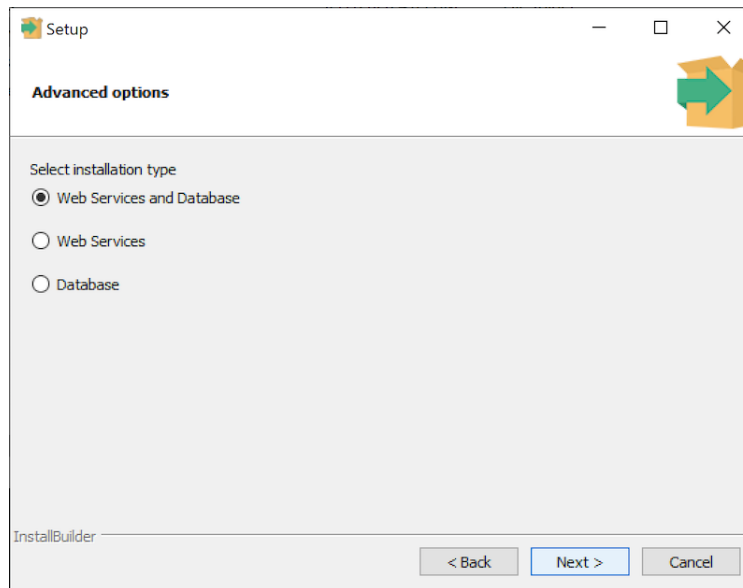 Setup
Advanced options
Select installation type
Web Services and Database
Web Services
Database
InstallBuilder
< Back
Next >
Cancel